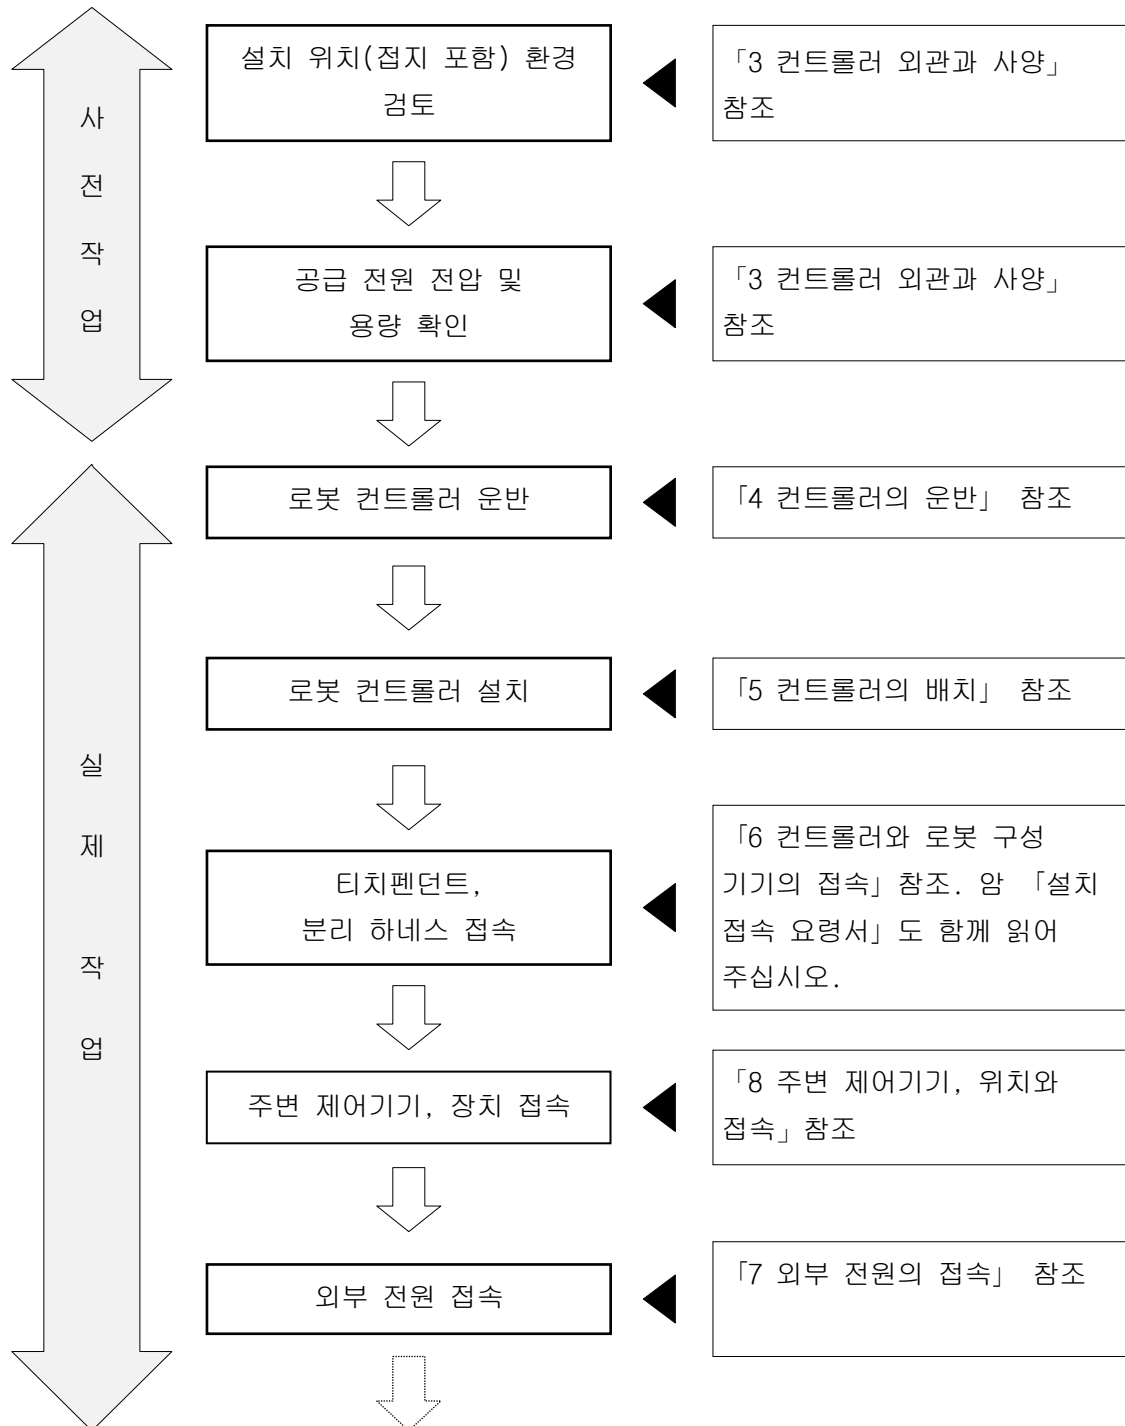 사
전
작
업
설치 위치(접지 포함) 환경
검토
「3 컨트롤러 외관과 사양」
참조
공급 전원 전압 및
용량 확인
「3 컨트롤러 외관과 사양」
참조
실
제
작
업
로봇 컨트롤러 운반
「4 컨트롤러의 운반」 참조
로봇 컨트롤러 설치
「5 컨트롤러의 배치」 참조
티치펜던트,
분리 하네스 접속
「6 컨트롤러와 로봇 구성
기기의 접속」참조. 암 「설치
접속 요령서」도 함께 읽어
주십시오.
주변 제어기기, 장치 접속
「8 주변 제어기기, 위치와
접속」참조
외부 전원 접속
「7 외부 전원의 접속」 참조